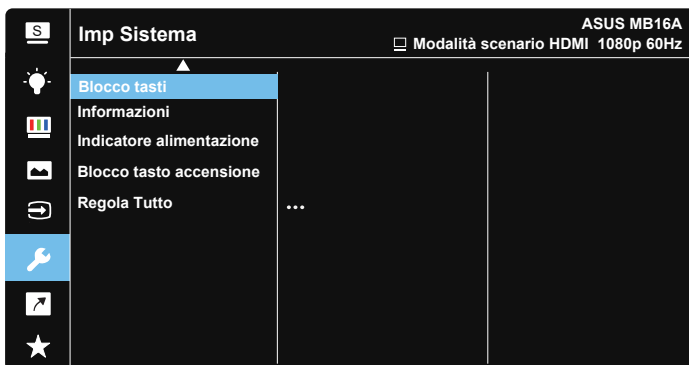 S
Imp Sistema
ASUS MB16A
Modalità scenario HDMI 1080p 60Hz
Blocco tasti
Informazioni
Indicatore alimentazione
Blocco tasto accensione
Regola Tutto
...